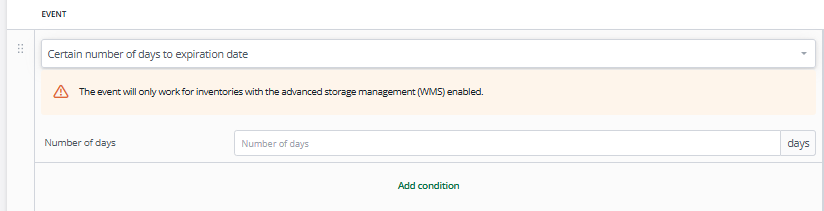 EVENT
Certain number of days to expiration date
The event will only work for inventories with the advanced storage management (WMS) enabled.
Number of days
Number of days
days
Add condition